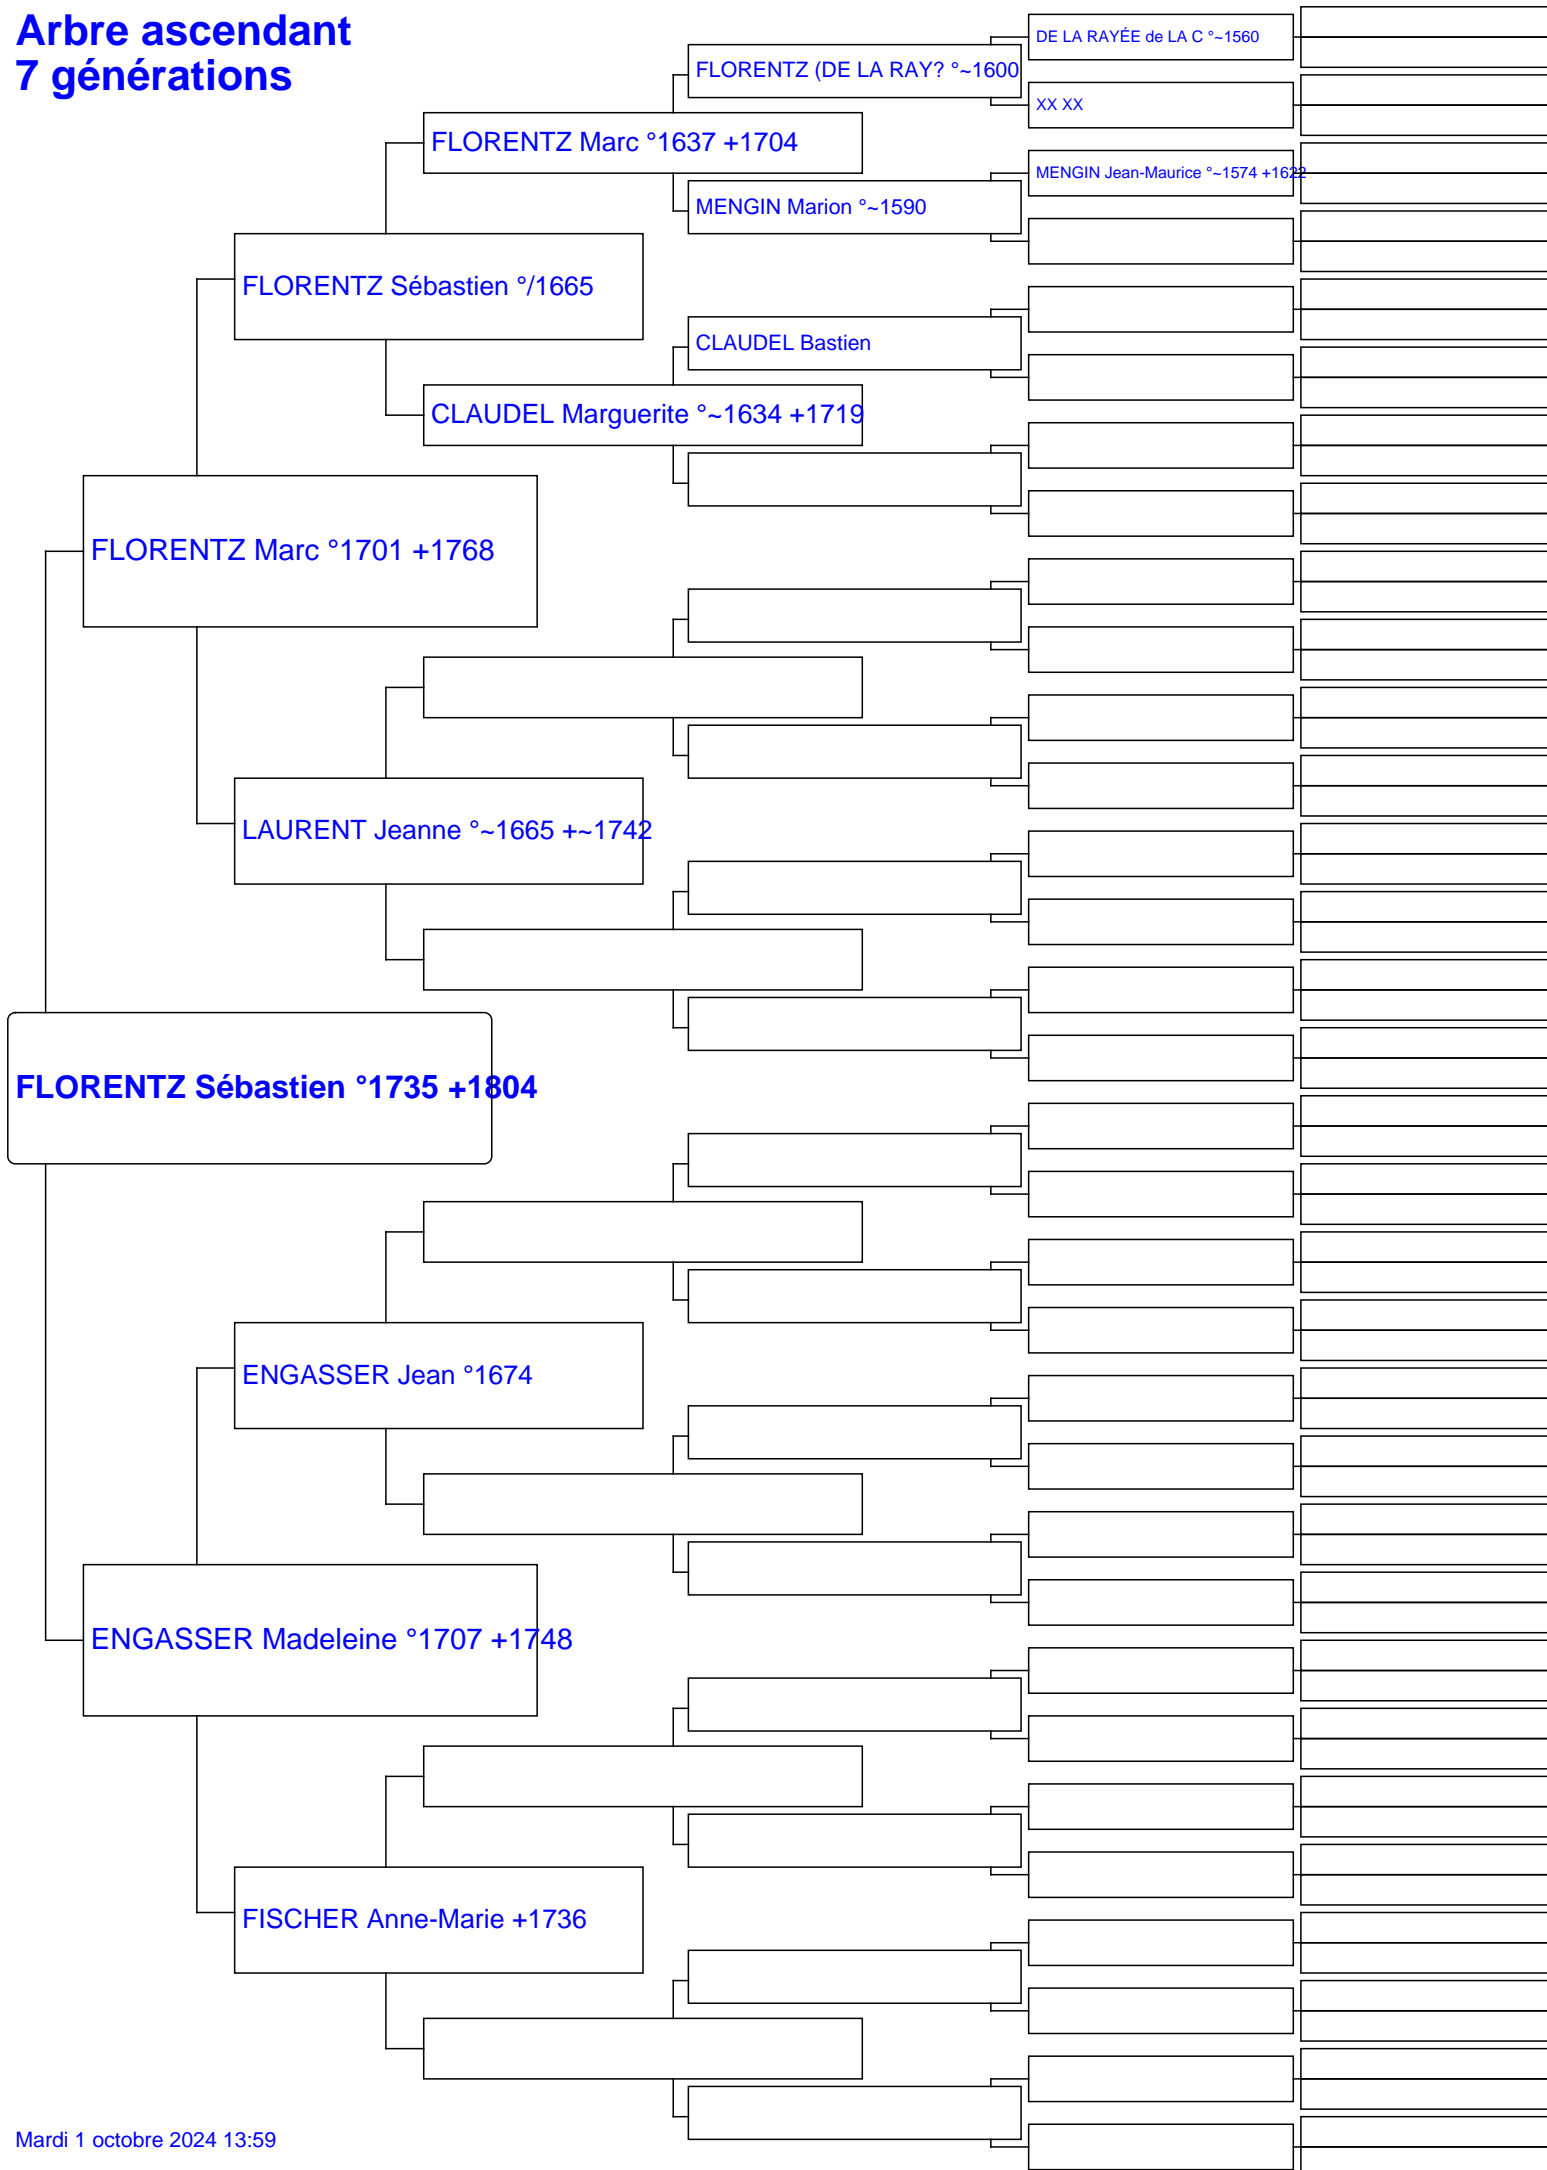 Arbre ascendant
7 générations
DE LA RAYÉE de LA C °~1560
FLORENTZ (DE LA RAY? °~1600
XX XX
FLORENTZ Marc °1637 +1704
MENGIN Jean-Maurice °~1574 +1622
MENGIN Marion °~1590
FLORENTZ Sébastien °/1665
CLAUDEL Bastien
CLAUDEL Marguerite °~1634 +1719
FLORENTZ Marc °1701 +1768
LAURENT Jeanne °~1665 +~1742
FLORENTZ Sébastien °1735 +1804
ENGASSER Jean °1674
ENGASSER Madeleine °1707 +1748
FISCHER Anne-Marie +1736
Mardi 1 octobre 2024 13:59